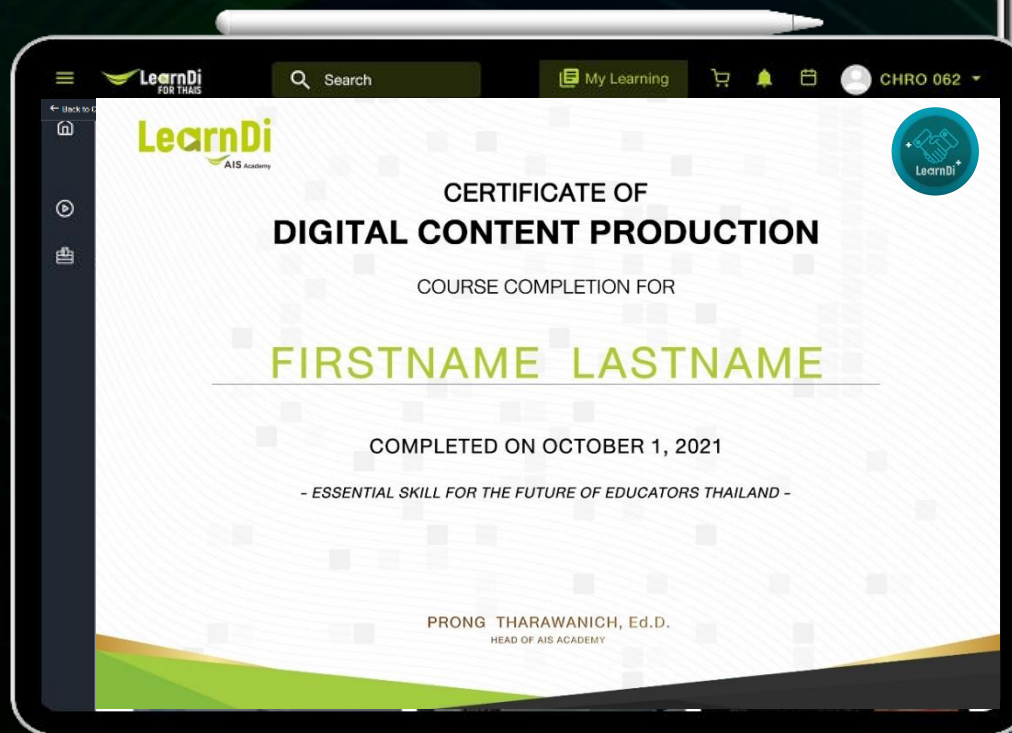 LearnDi
FOR THAIS
Search
My Learning
CHRO 062
← Back to C
LearnDi
AIS Academy
LearnDi
CERTIFICATE OF
DIGITAL CONTENT PRODUCTION
COURSE COMPLETION FOR
FIRSTNAME LASTNAME
COMPLETED ON OCTOBER 1, 2021
- ESSENTIAL SKILL FOR THE FUTURE OF EDUCATORS THAILAND -
PRONG THARAWANICH, Ed.D.
HEAD OF AIS ACADEMY